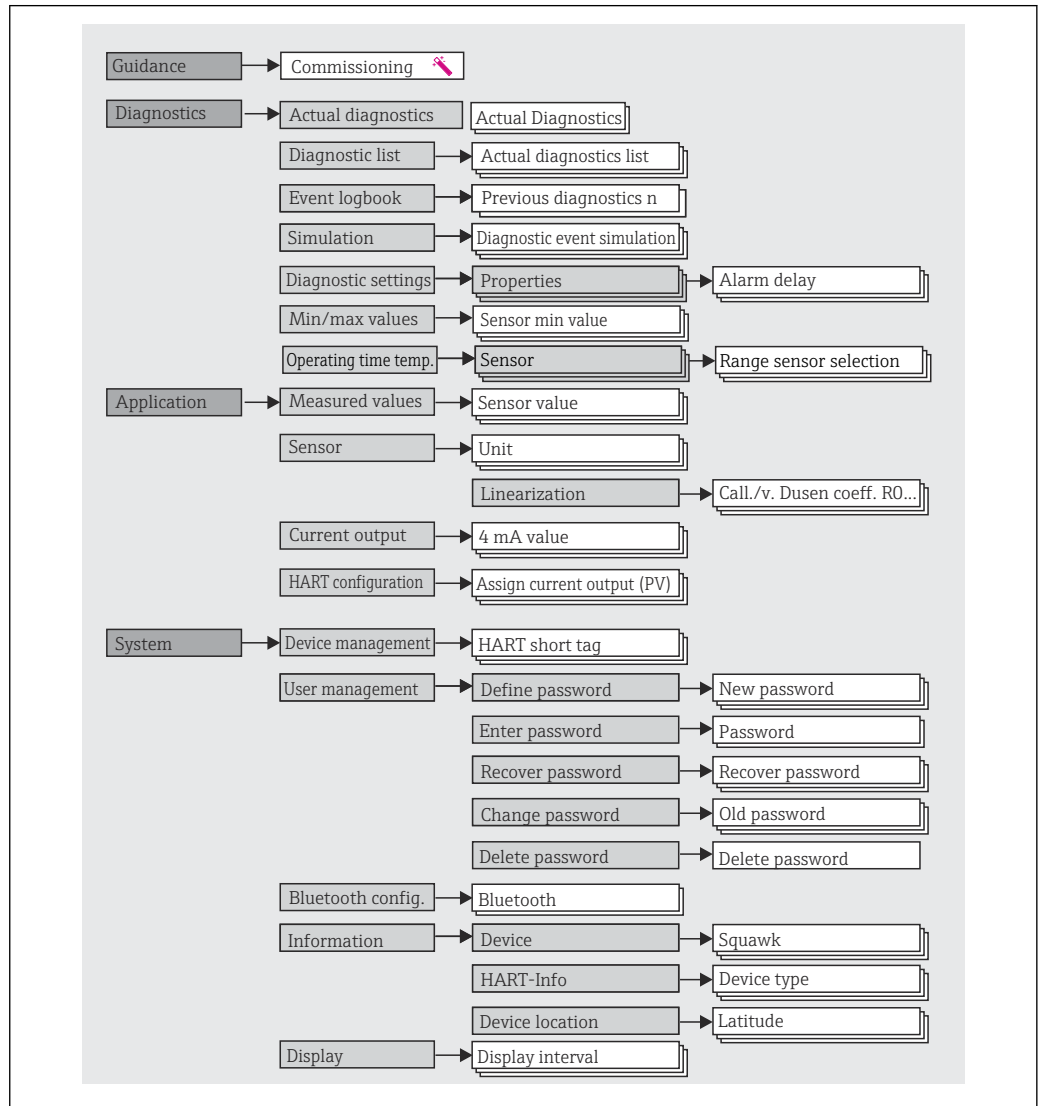 Guidance Commissioning
Diagnostics Actual diagnostics Actual Diagnostics
Diagnostic list Actual diagnostics list
Event logbook Previous diagnostics n
Simulation Diagnostic event simulation
Diagnostic settings Properties Alarm delay
Min/max values Sensor min value
Operating time temp. Sensor Range sensor selection
Application Measured values Sensor value
Sensor Unit
Linearization Call./v. Dusen coeff. R0...
Current output 4 mA value
HART configuration Assign current output (PV)
System Device management HART short tag
User management Define password New password
Enter password Password
Recover password Recover password
Change password Old password
Delete password Delete password
Bluetooth config. Bluetooth
Information Device Squawk
HART-Info Device type
Device location Latitude
Display Display interval